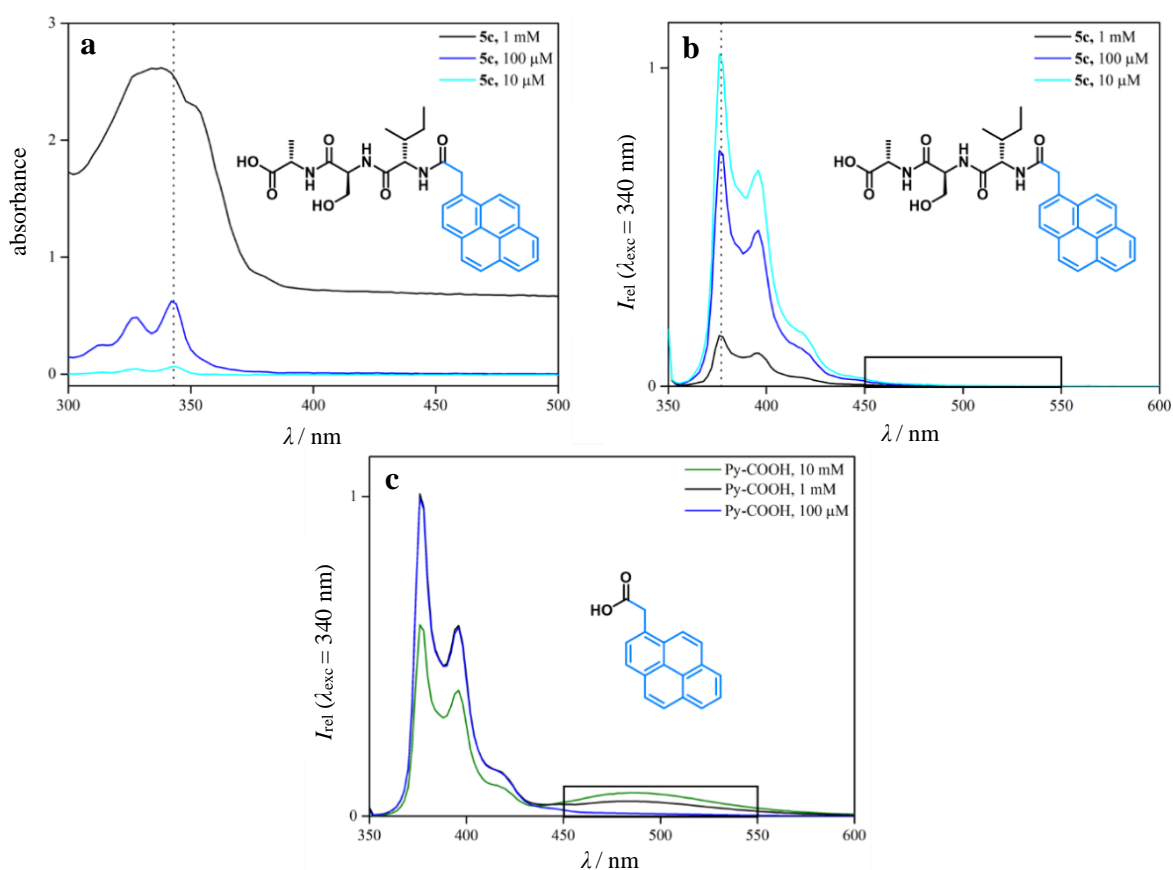 a
5c, 1 mM
5c, 100 μM
5c, 10 μM
3
2
1
0
absorbance
HO
O
N
H
O
HO
H
N
O
N
H
O
300
350
400
450
500
λ / nm
b
5c, 1 mM
5c, 100 μM
5c, 10 μM
1
0
Irel (λexc = 340 nm)
HO
O
N
H
O
HO
H
N
O
N
H
O
350
400
450
500
550
600
λ / nm
c
Py-COOH, 10 mM
Py-COOH, 1 mM
Py-COOH, 100 μM
1
0
Irel (λexc = 340 nm)
O
HO
350
400
450
500
550
600
λ / nm